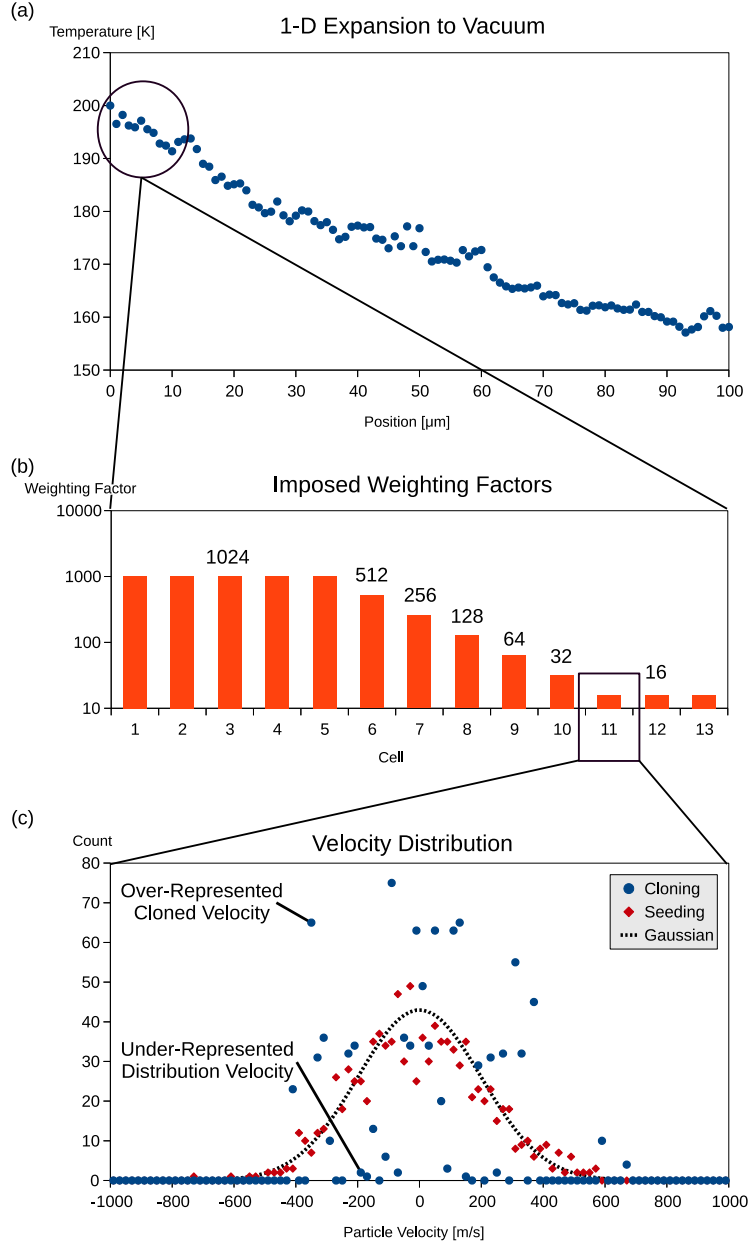 (a)
1-D Expansion to Vacuum
Temperature [K]
210
200
190
180
170
160
150
0 10 20 30 40 50 60 70 80 90 100
Position [µm]
(b)
Imposed Weighting Factors
Weighting Factor
10000
1000
100
10
1024
512
256
128
64
32
16
1 2 3 4 5 6 7 8 9 10 11 12 13
Cell
(c)
Velocity Distribution
Count
80
70
60
50
40
30
20
10
0
Over-Represented
Cloned Velocity
Under-Represented
Distribution Velocity
Cloning
Seeding
Gaussian
-1000 -800 -600 -400 -200 0 200 400 600 800 1000
Particle Velocity [m/s]